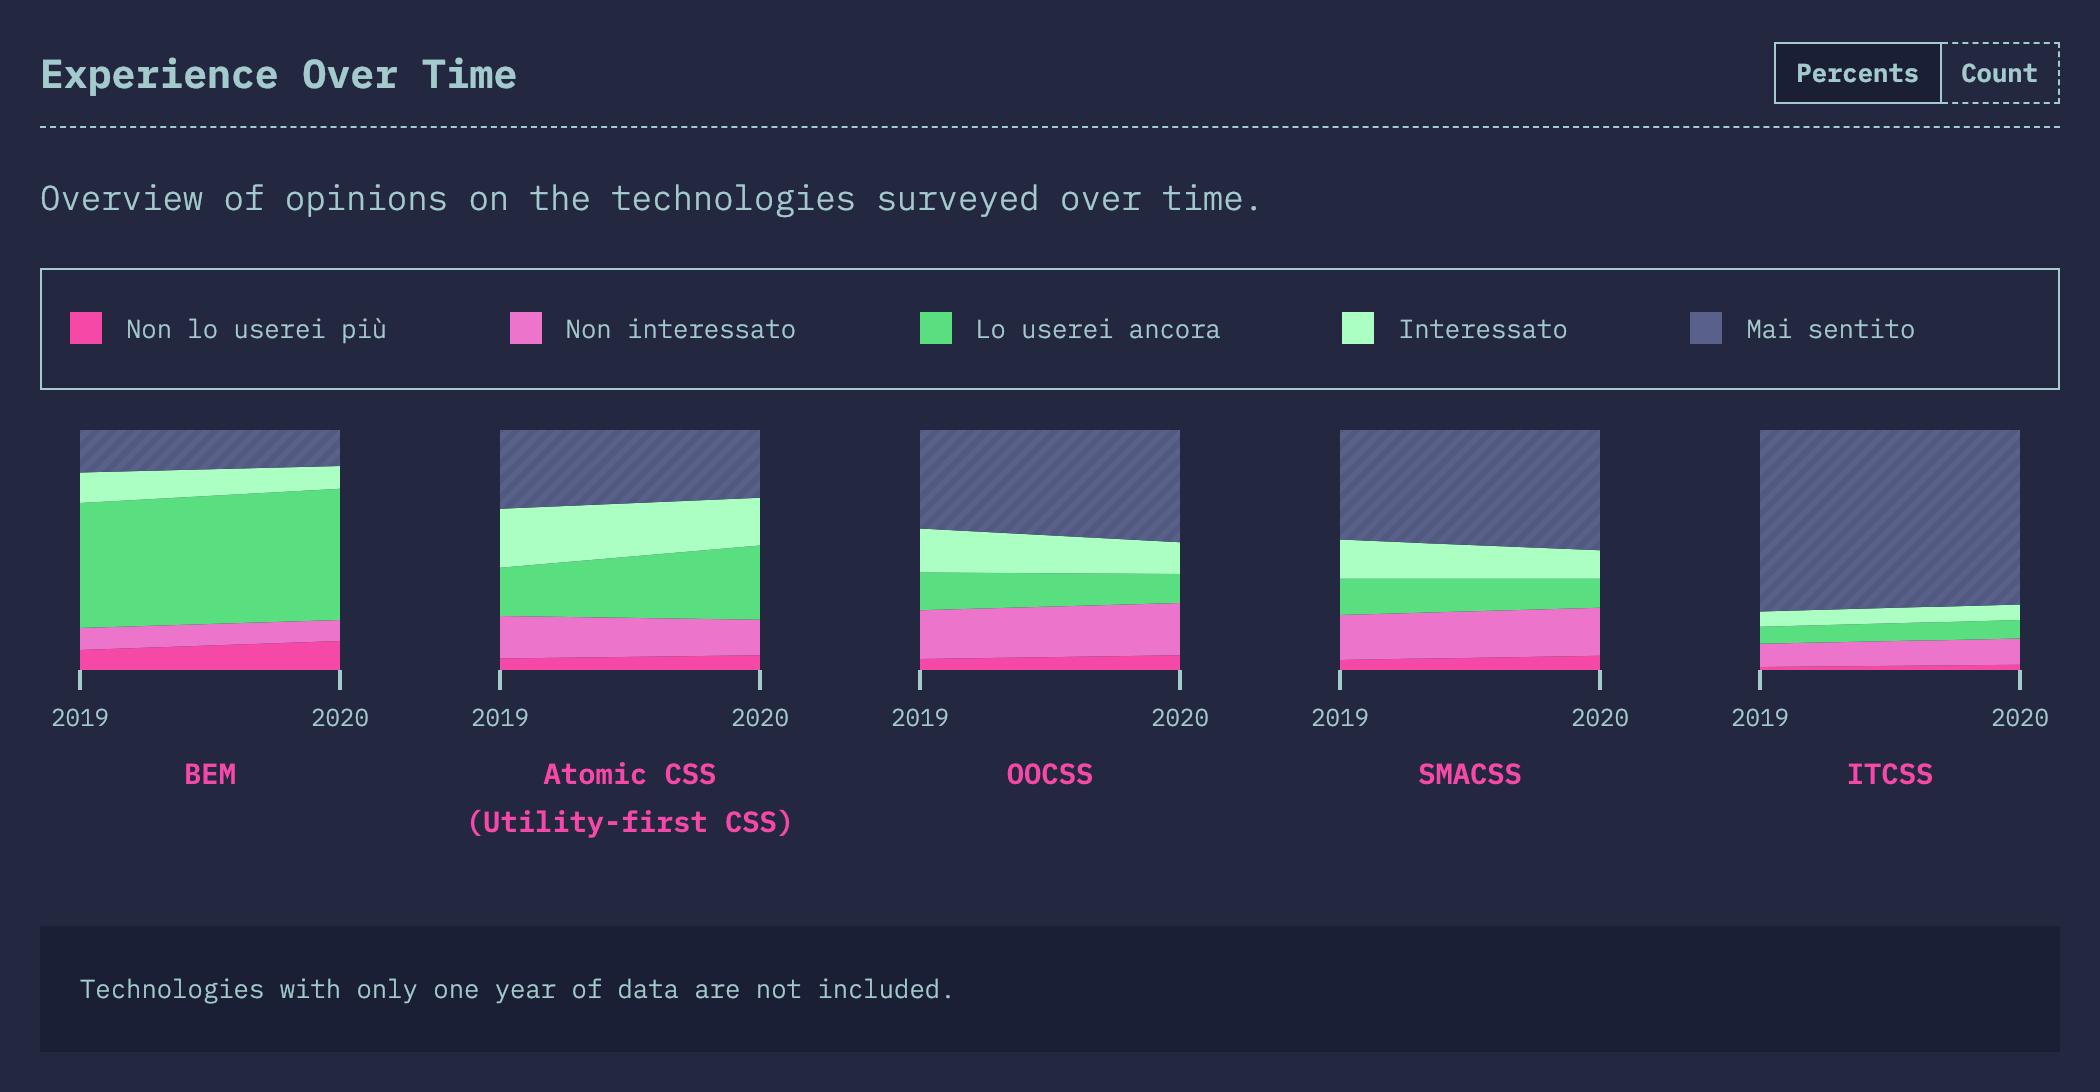 Experience Over Time
Percents Count
Overview of opinions on the technologies surveyed over time.
Non lo userei più Non interessato Lo userei ancora Interessato Mai sentito
2019 2020 2019 2020 2019 2020 2019 2020 2019 2020
BEM Atomic CSS OOCSS SMACSS ITCSS
(Utility-first CSS)
Technologies with only one year of data are not included.